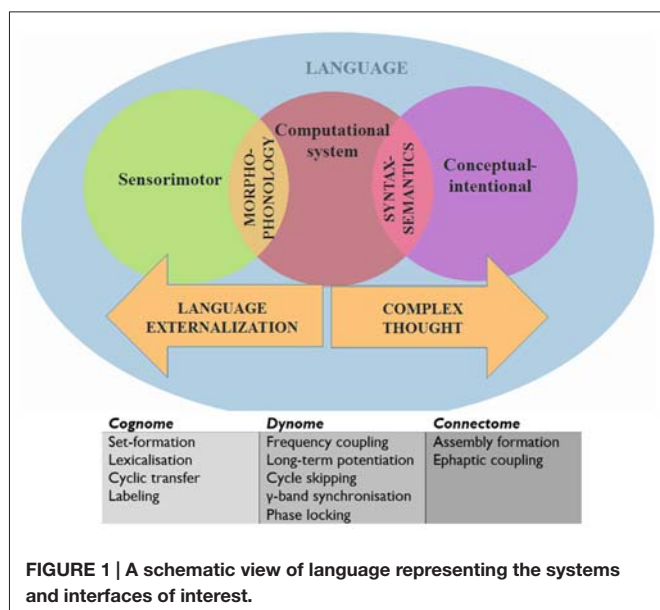 LANGUAGE
Computational
system
Sensorimotor
MORPHO-
PHONOLOGY
SYNTAX-
SEMANTICS
Conceptual-
intentional
LANGUAGE
EXTERNALIZATION
COMPLEX
THOUGHT
Cognome
Set-formation
Lexicalisation
Cyclic transfer
Labeling
Dynome
Frequency coupling
Long-term potentiation
Cycle skipping
γ-band synchronisation
Phase locking
Connectome
Assembly formation
Ephaptic coupling
FIGURE 1 | A schematic view of language representing the systems
and interfaces of interest.